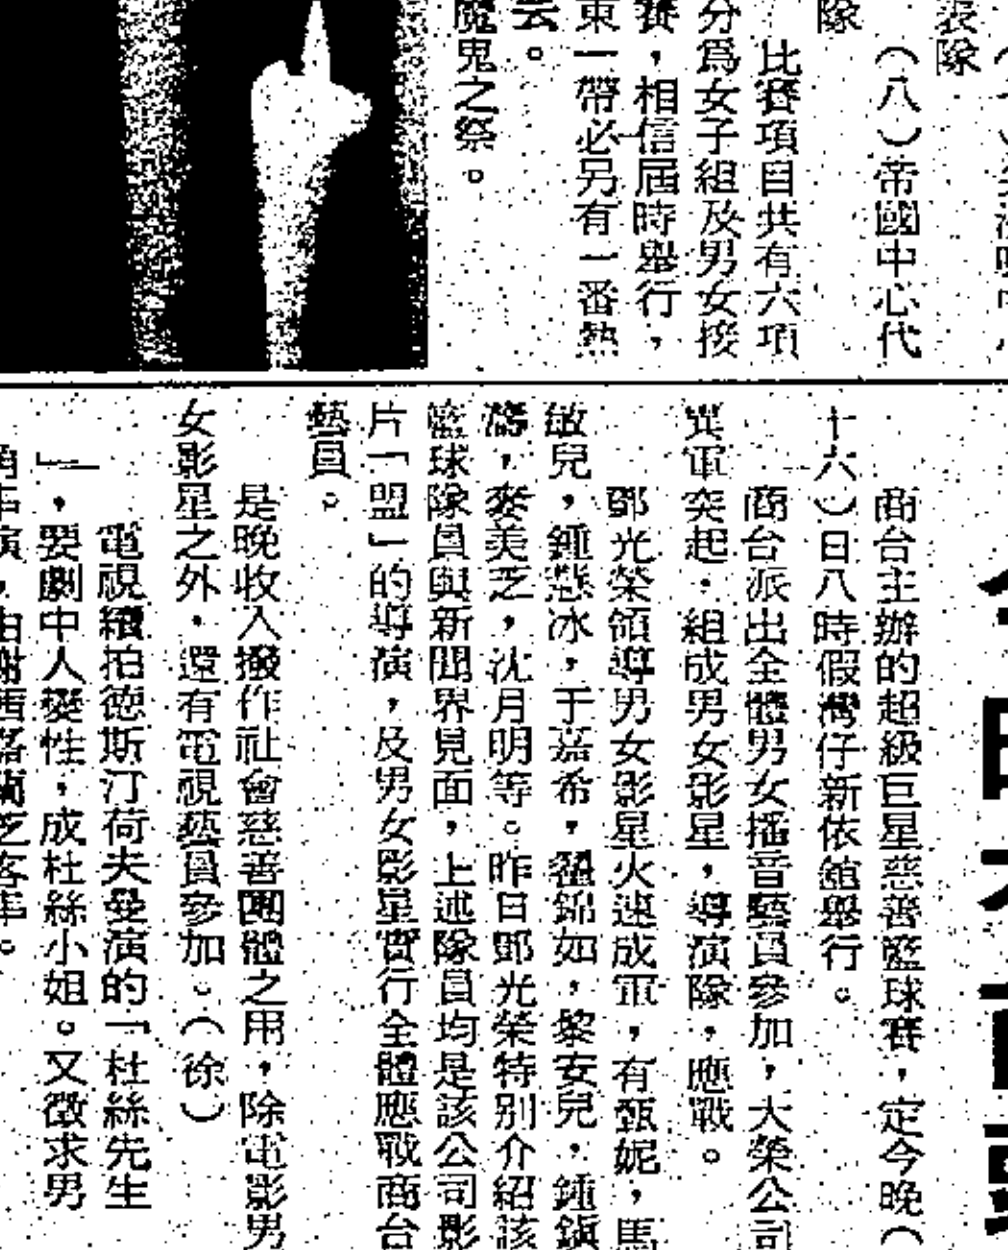 表隊
（八）帝國中心代
隊
比賽項目共有六項
分爲女子組及男女接
賽，相信屆時舉行，
東一帶必另有一番熱
云。
魔鬼之祭。
商台主辦的超級巨星慈善籃球賽，定今晚（
十六）日八時假灣仔新依館舉行。
商台派出全體男女播音藝員參加，大榮公司
異軍突起，組成男女影星，導演隊，應戰。
鄧光榮領導男女影星火速成軍，有甄妮，馬
敏兒，鍾慧冰，于嘉希，翟錦如，黎安兒，鍾鎮
濤，麥美芝，沈月明等。昨日鄧光榮特别介紹該
籃球隊員與新聞界見面，上述隊員均是該公司影
片「盟」的導演，及男女影星實行全體應戰商台
藝員。
是晚收入撥作社會慈善團體之用，除電影男
女影星之外，還有電視藝員參加。（徐）
電視續拍德斯汀荷夫曼演的「杜絲先生
」，要劇中人變性，成杜絲小姐。又徵求男